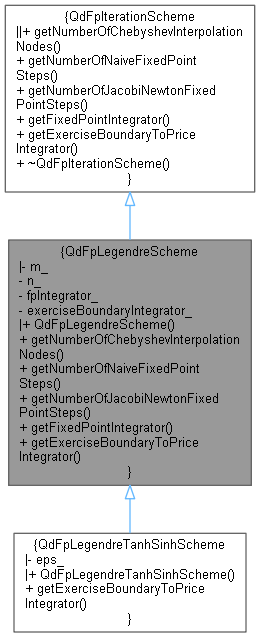 {QdFpIterationScheme
||+ getNumberOfChebyshevInterpolation
Nodes()
+ getNumberOfNaiveFixedPoint
Steps()
+ getNumberOfJacobiNewtonFixed
PointSteps()
+ getFixedPointIntegrator()
+ getExerciseBoundaryToPrice
Integrator()
+ ~QdFpIterationScheme()
}
{QdFpLegendreScheme
|- m_
- n_
- fpIntegrator_
- exerciseBoundaryIntegrator_
|+ QdFpLegendreScheme()
+ getNumberOfChebyshevInterpolation
Nodes()
+ getNumberOfNaiveFixedPoint
Steps()
+ getNumberOfJacobiNewtonFixed
PointSteps()
+ getFixedPointIntegrator()
+ getExerciseBoundaryToPrice
Integrator()
}
{QdFpLegendreTanhSinhScheme
|- eps_
|+ QdFpLegendreTanhSinhScheme()
+ getExerciseBoundaryToPrice
Integrator()
}